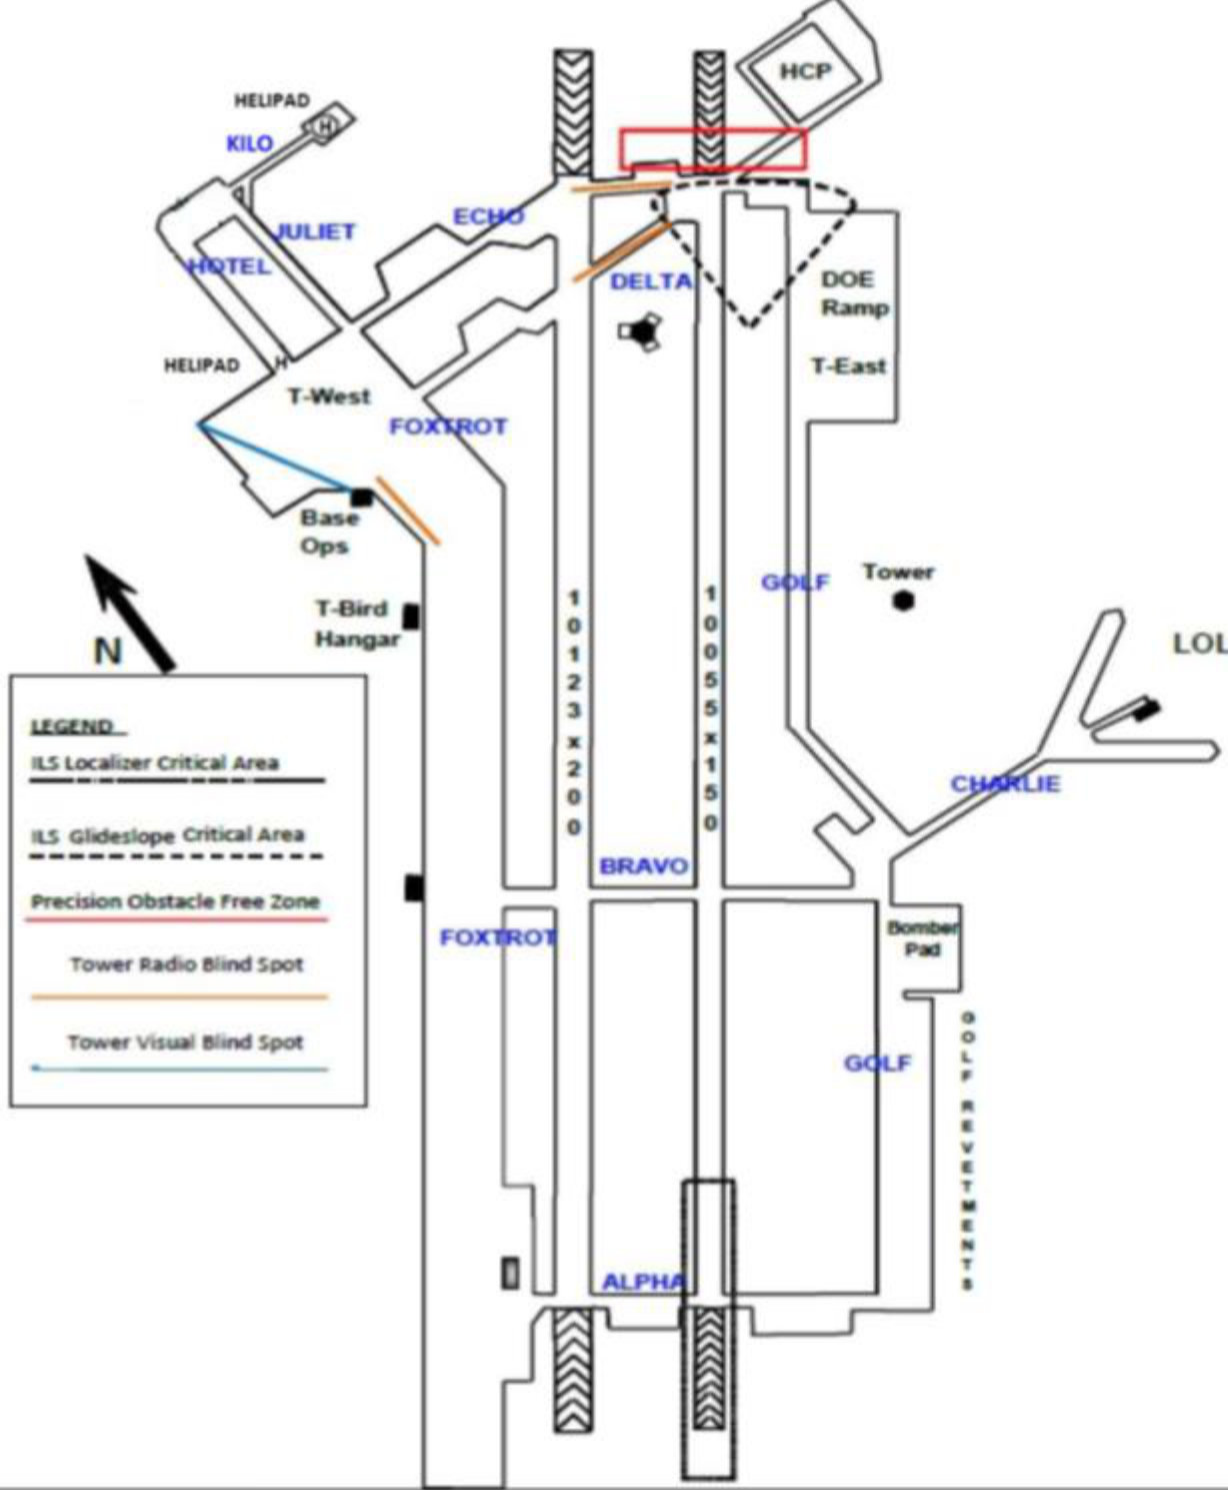 HCP
HELIPAD
H
KILO
ECHO
JULIET
HOTEL
DELTA
DOE
Ramp
HELIPAD
H
T-East
T-West
FOXTROT
Base
Ops
GOLF
Tower
10123x200
10055x150
T-Bird
Hangar
N
LOL
LEGEND
ILS Localizer Critical Area
ILS Glideslope Critical Area
Precision Obstacle Free Zone
Tower Radio Blind Spot
Tower Visual Blind Spot
CHARLIE
BRAVO
FOXTROT
Bomber
Pad
GOLF REVETMENTS
GOLF
ALPHA